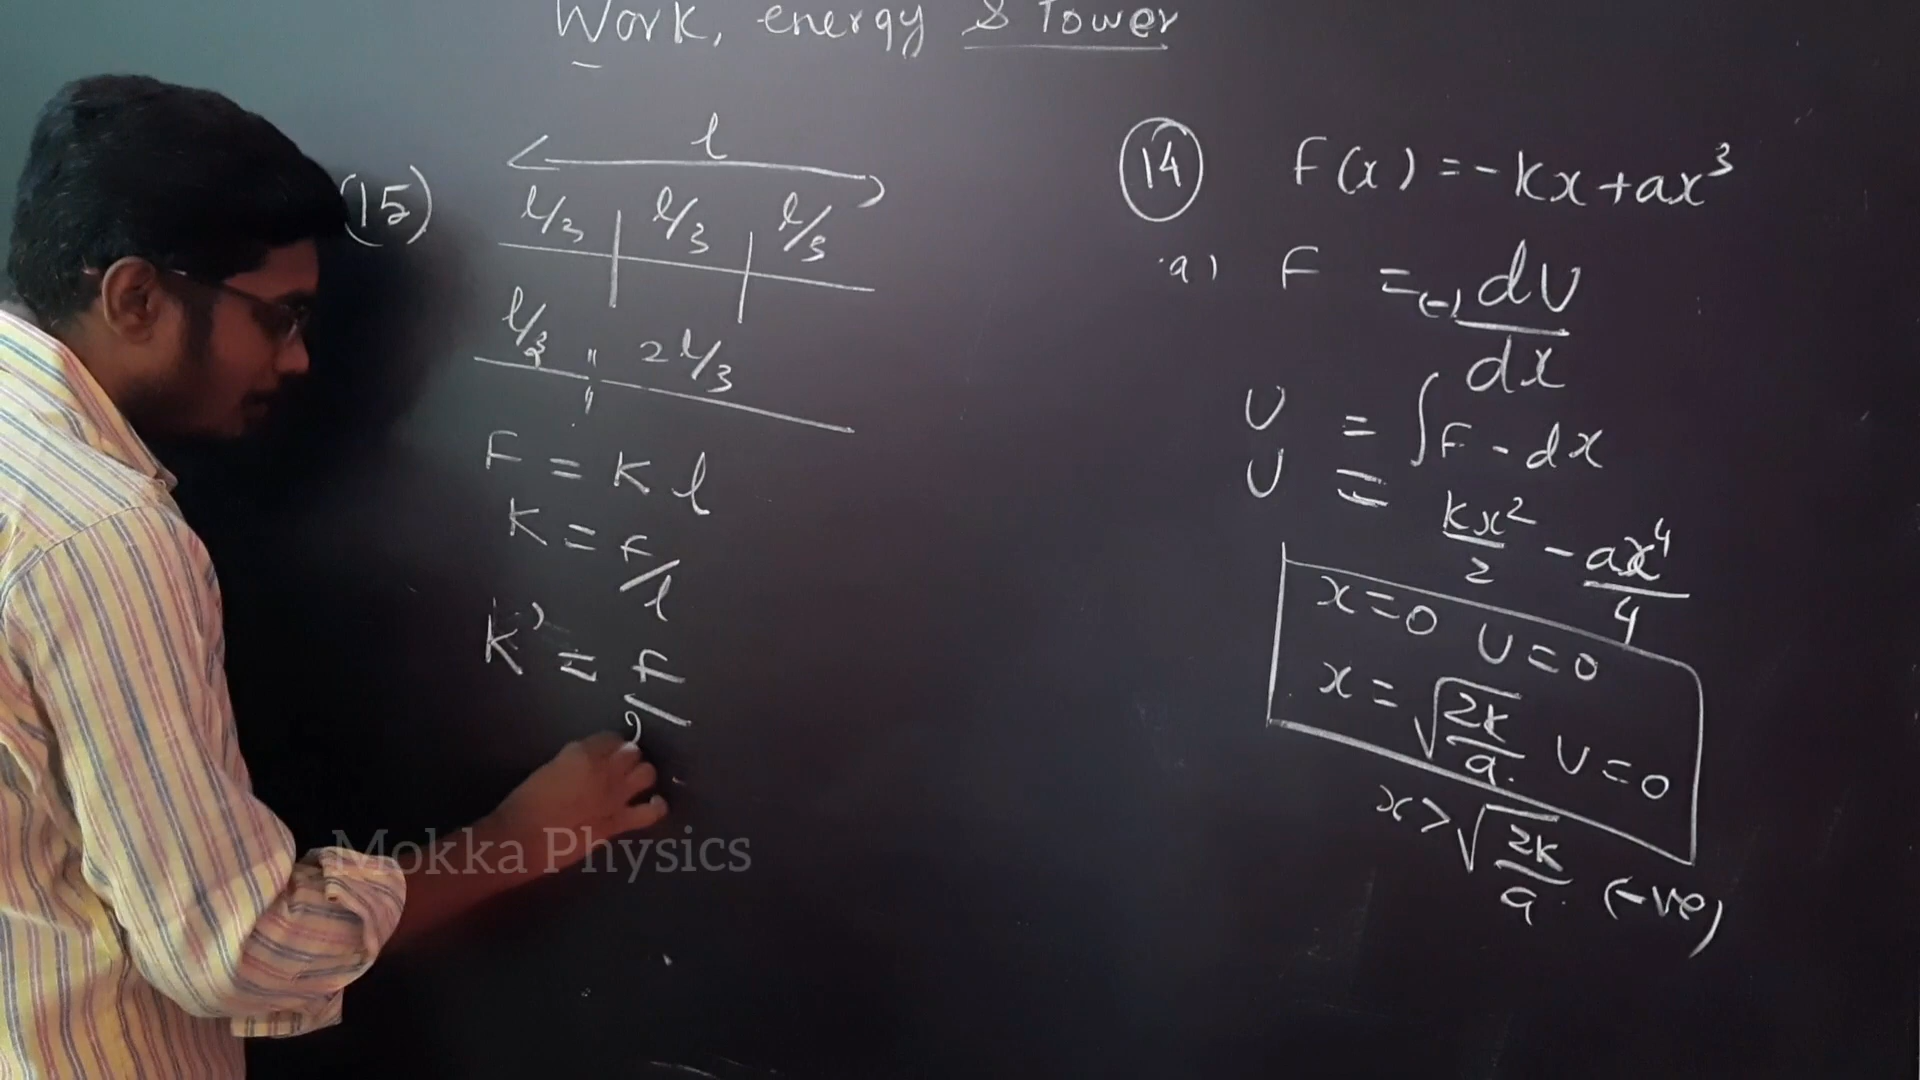 Work, energy & Power
(15)
l
l/3 l/3 l/3
l/3 2l/3
F = K l
K = F/l
K' = F
2
(14) F(x) = -kx + ax³
a) F = (-) dU/dx
U = ∫F - dx
U = kx²/2 - ax⁴/4
x = 0 U = 0
x = √2k/a. U = 0
x > √2k/a. (-ve)
Mokka Physics